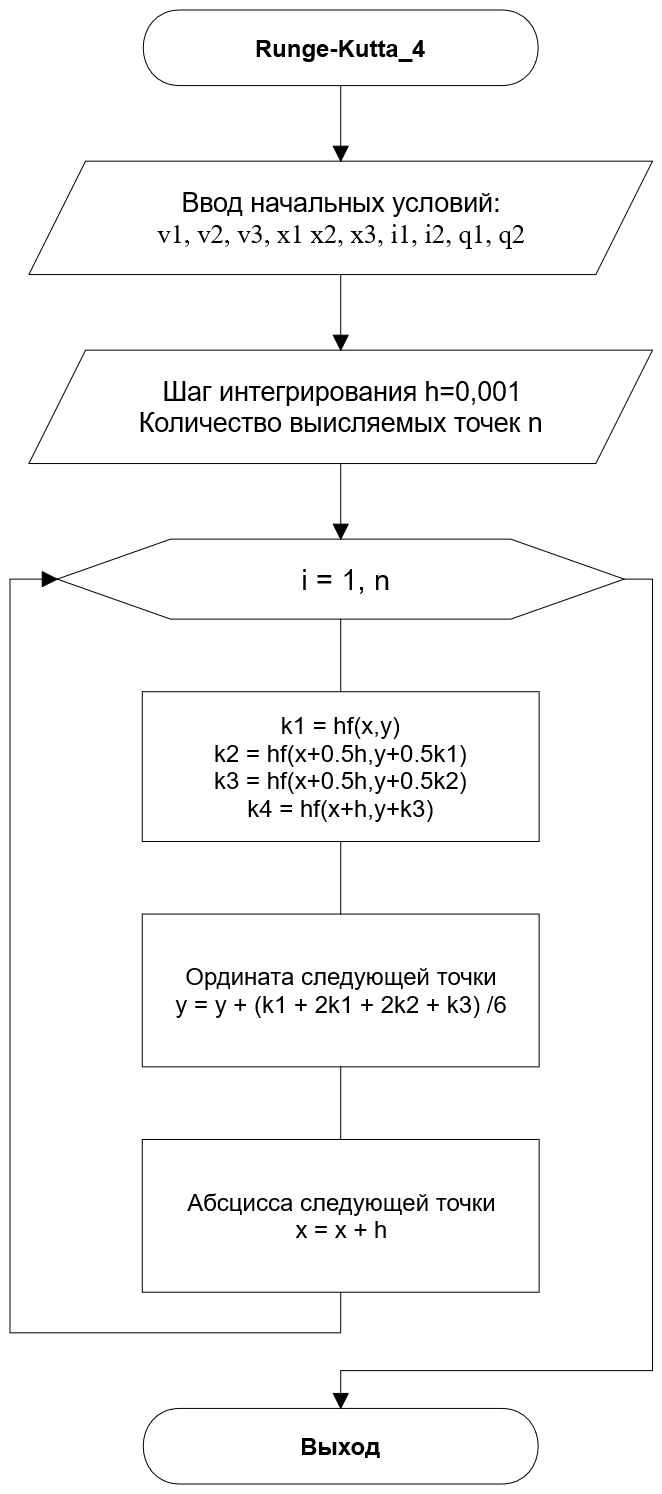 Runge-Kutta_4
Ввод начальных условий:
v1, v2, v3, x1 x2, x3, i1, i2, q1, q2
Шаг интегрирования h=0,001
Количество выисляемых точек n
i = 1, n
k1 = hf(x,y)
k2 = hf(x+0.5h,y+0.5k1)
k3 = hf(x+0.5h,y+0.5k2)
k4 = hf(x+h,y+k3)
Ордината следующей точки
y = y + (k1 + 2k1 + 2k2 + k3) /6
Абсцисса следующей точки
x = x + h
Выход